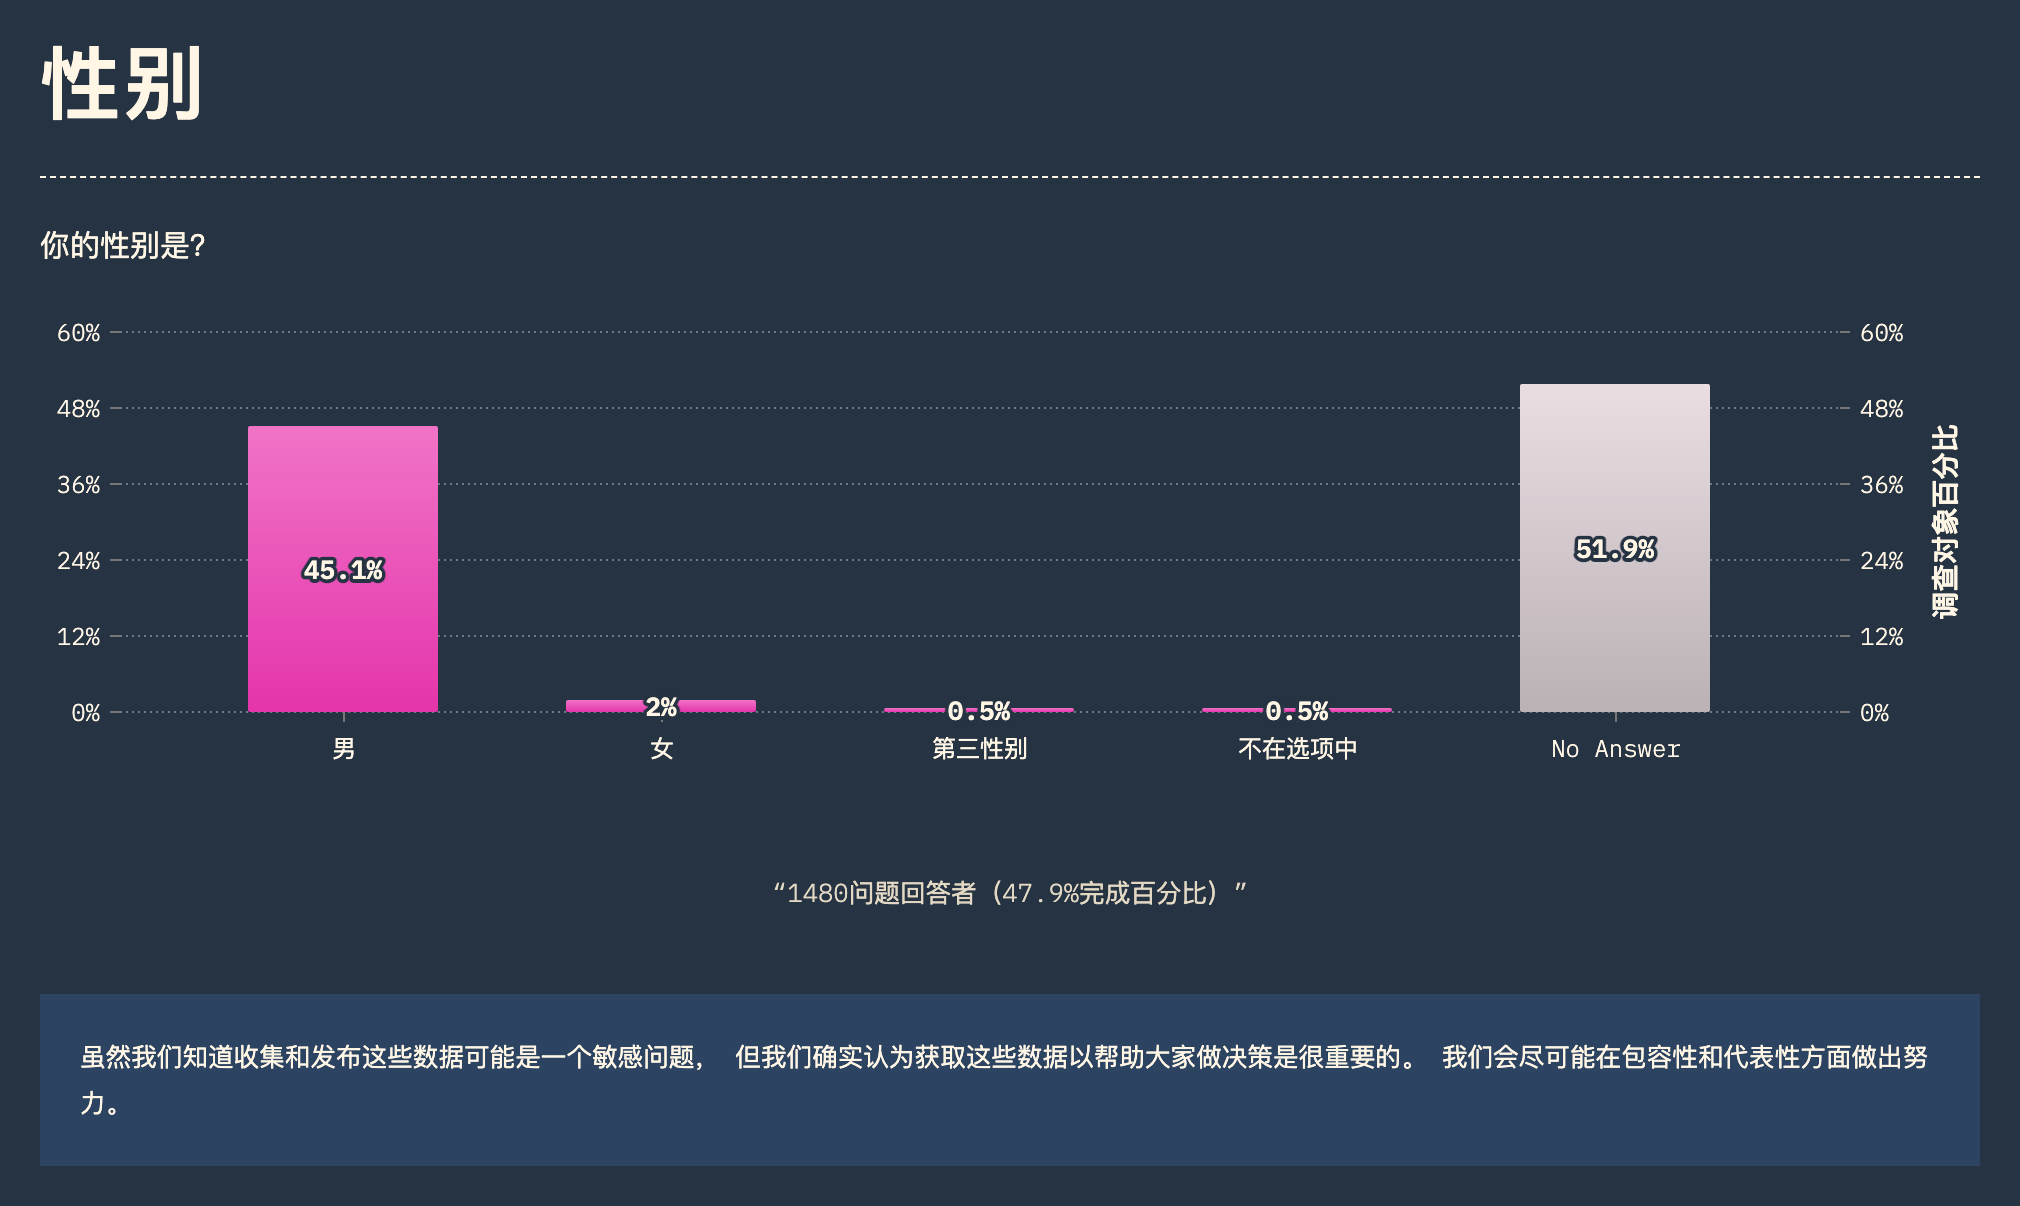 性别
你的性别是?
60% 60%
48% 48%
36% 36%
24% 24%
12% 12%
0% 0%
45.1%
2%
0.5%
0.5%
51.9%
男 女 第三性别 不在选项中 No Answer
调查对象百分比
“1480问题回答者（47.9%完成百分比）”
虽然我们知道收集和发布这些数据可能是一个敏感问题， 但我们确实认为获取这些数据以帮助大家做决策是很重要的。 我们会尽可能在包容性和代表性方面做出努
力。